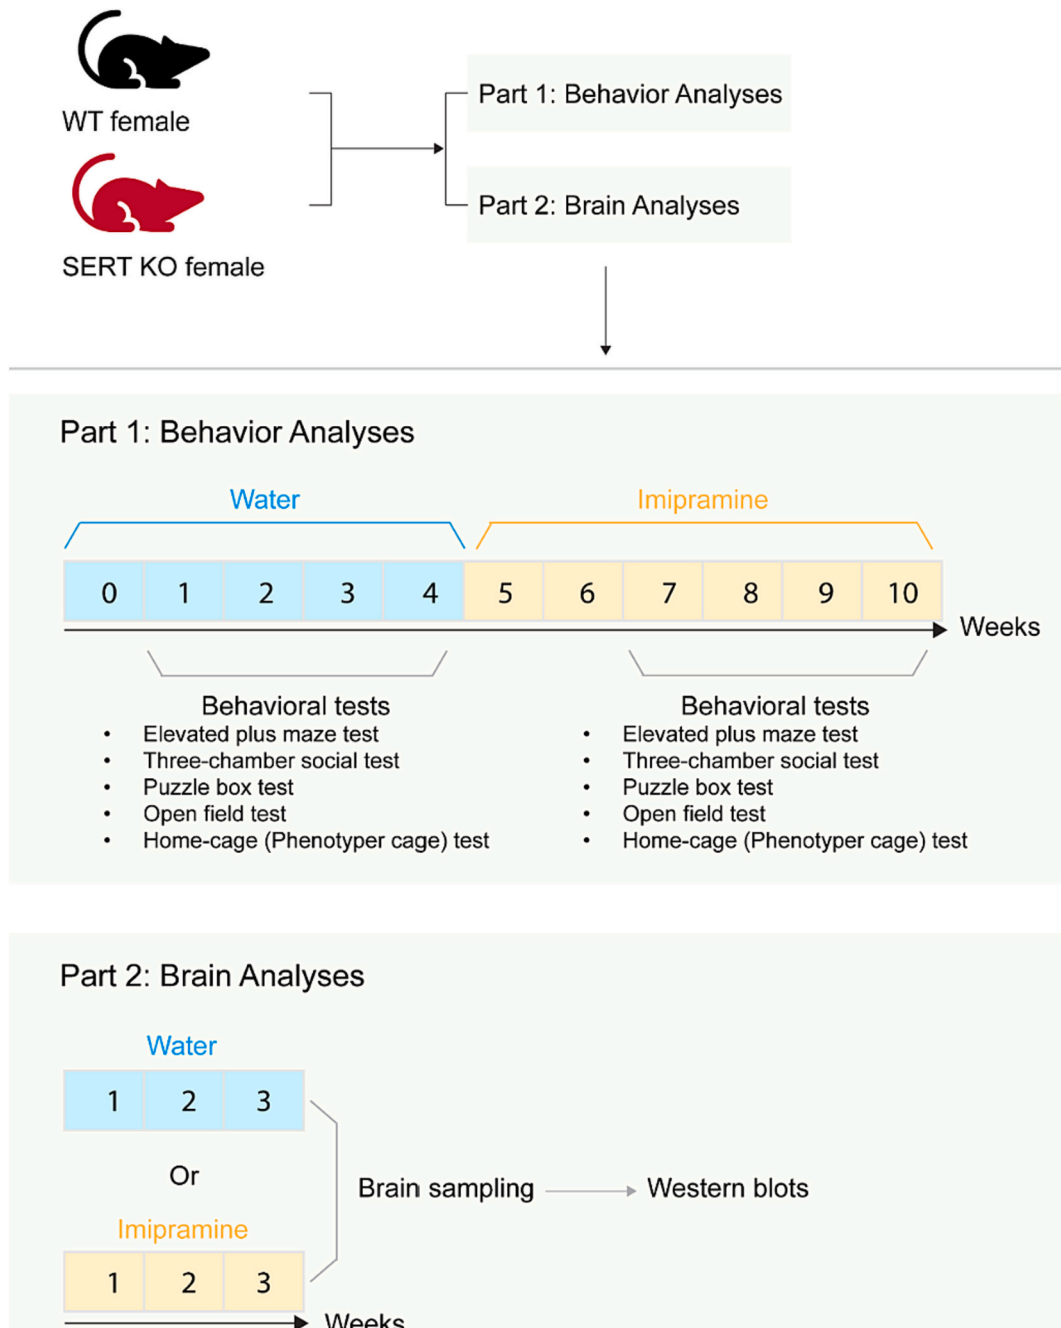 WT female
SERT KO female
Part 1: Behavior Analyses
Part 2: Brain Analyses
Part 1: Behavior Analyses
Water
Imipramine
0 1 2 3 4 5 6 7 8 9 10
Weeks
Behavioral tests
• Elevated plus maze test
• Three-chamber social test
• Puzzle box test
• Open field test
• Home-cage (Phenotyper cage) test
Behavioral tests
• Elevated plus maze test
• Three-chamber social test
• Puzzle box test
• Open field test
• Home-cage (Phenotyper cage) test
Part 2: Brain Analyses
Water
1 2 3
Or
Imipramine
1 2 3
Weeks
Brain sampling
Western blots